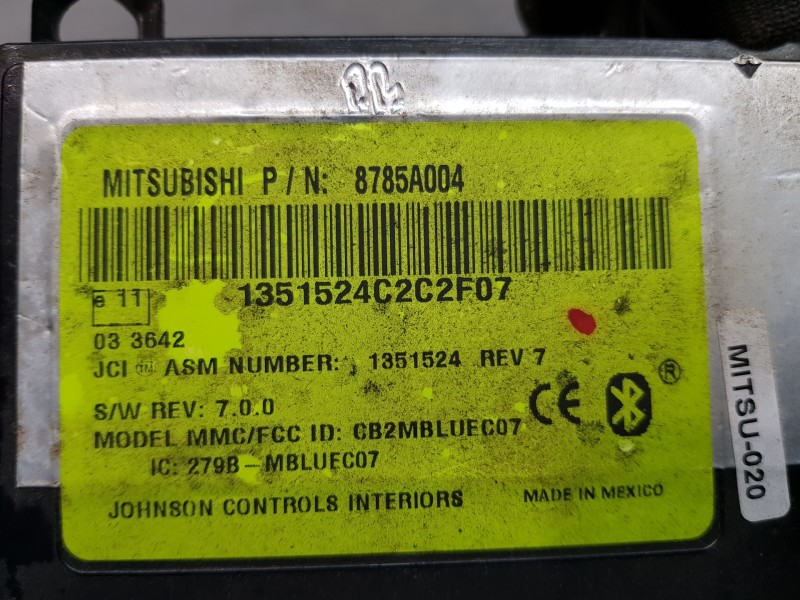 MITSUBISHI P/N: 8785A004
1351524C2C2F07
e 11
03 3642
JCI ASM NUMBER: 1351524 REV 7
S/W REV: 7.0.0
CE
®
MODEL MMC/FCC ID: CB2MBLUEC07
IC: 279B-MBLUEC07
JOHNSON CONTROLS INTERIORS MADE IN MEXICO
MITSU-020